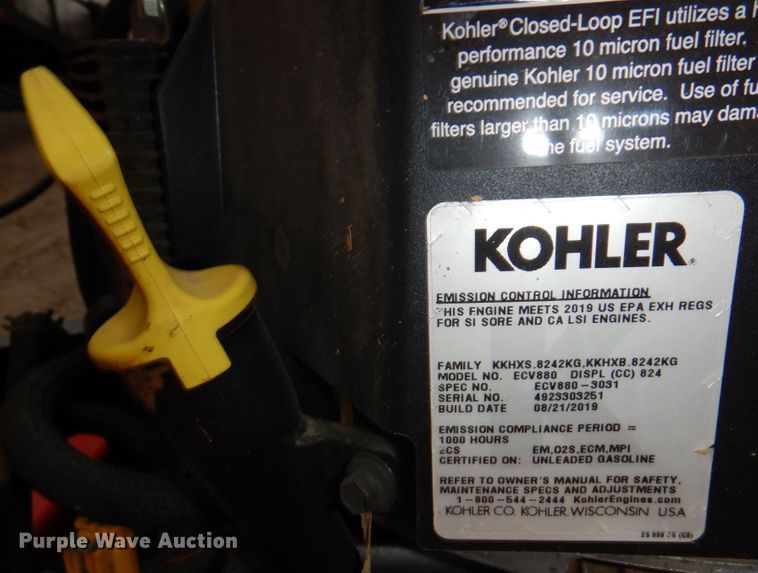 Kohler® Closed-Loop EFI utilizes a
performance 10 micron fuel filter.
genuine Kohler 10 micron fuel filter
recommended for service. Use of
filters larger than 10 microns may
the fuel system.
KOHLER®
EMISSION CONTROL INFORMATION
THIS ENGINE MEETS 2019 US EPA EXH REGS
FOR SI SORE AND CA LSI ENGINES.
FAMILY KKHXS.8242KG,KKHXB.8242KG
MODEL NO. ECV880 DISPL (CC) 824
SPEC NO. ECV880-3031
SERIAL NO. 4923303251
BUILD DATE 08/21/2019
EMISSION COMPLIANCE PERIOD =
1000 HOURS
ECS EM,O2S,ECM,MPI
CERTIFIED ON: UNLEADED GASOLINE
REFER TO OWNER'S MANUAL FOR SAFETY,
MAINTENANCE SPECS AND ADJUSTMENTS
1-800-544-2444 KohlerEngines.com
KOHLER CO. KOHLER, WISCONSIN USA
Purple Wave Auction